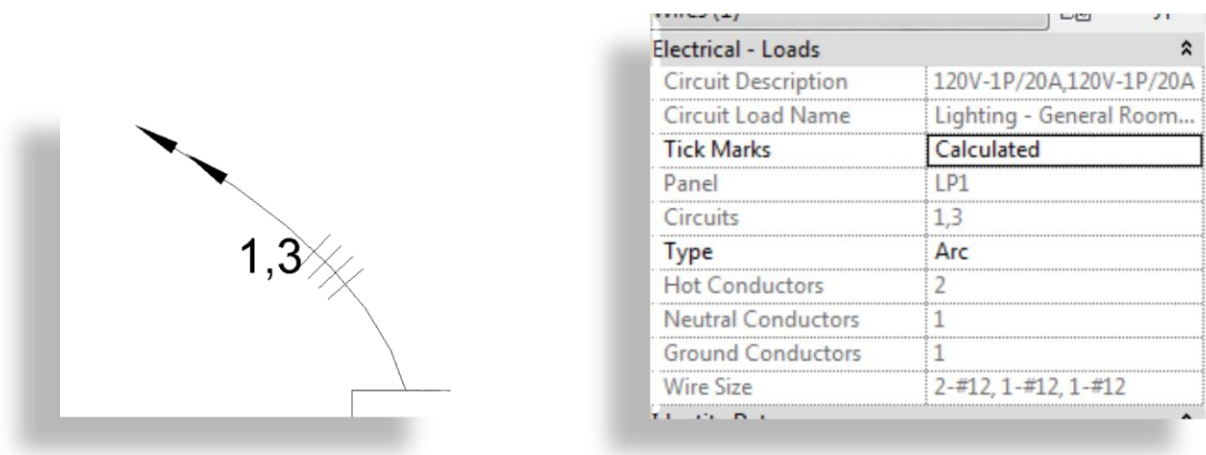 1,3
Electrical - Loads
Circuit Description 120V-1P/20A,120V-1P/20A
Circuit Load Name Lighting - General Room...
Tick Marks Calculated
Panel LP1
Circuits 1,3
Type Arc
Hot Conductors 2
Neutral Conductors 1
Ground Conductors 1
Wire Size 2-#12, 1-#12, 1-#12